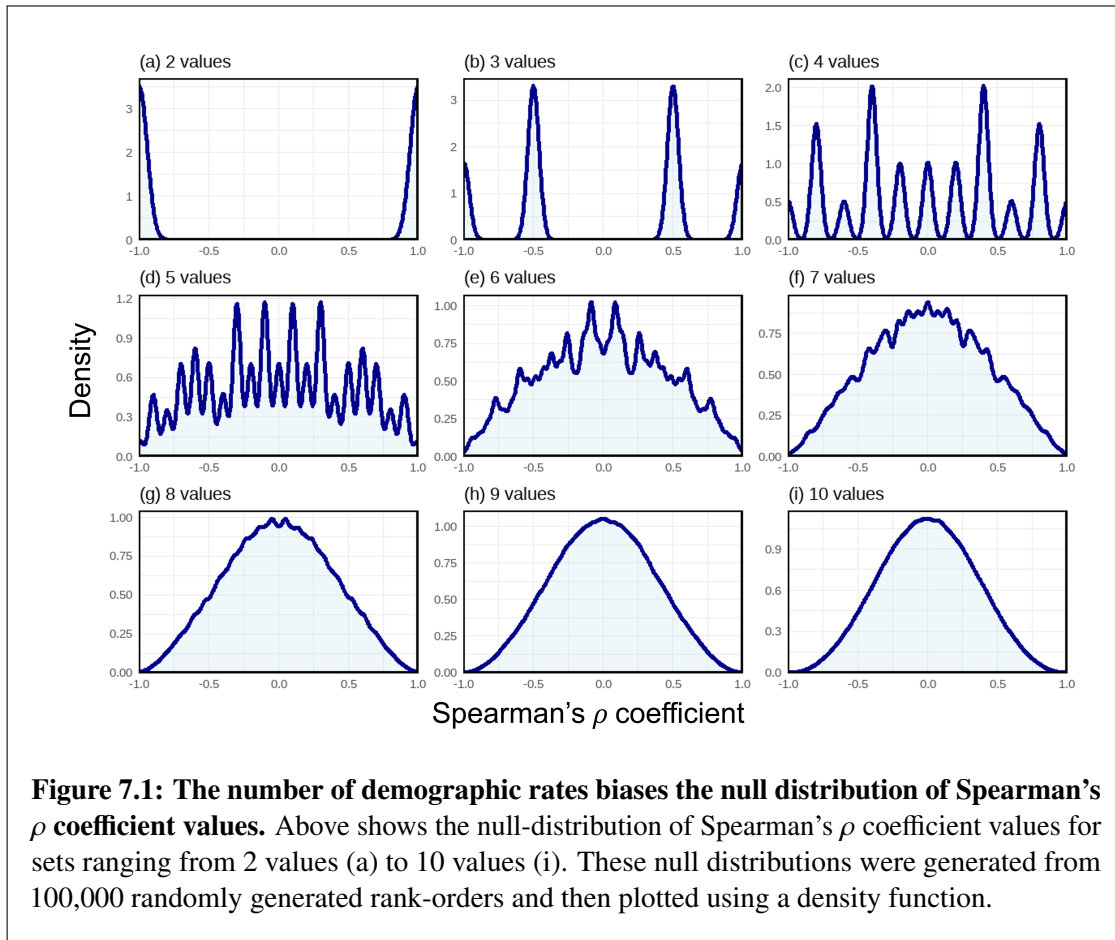 (a) 2 values
(b) 3 values
(c) 4 values
3
2
1
0
-1.0 -0.5 0.0 0.5 1.0
3
2
1
0
-1.0 -0.5 0.0 0.5 1.0
2.0
1.5
1.0
0.5
0.0
-1.0 -0.5 0.0 0.5 1.0
(d) 5 values
(e) 6 values
(f) 7 values
Density
1.2
0.9
0.6
0.3
0.0
-1.0 -0.5 0.0 0.5 1.0
1.00
0.75
0.50
0.25
0.00
-1.0 -0.5 0.0 0.5 1.0
0.75
0.50
0.25
0.00
-1.0 -0.5 0.0 0.5 1.0
(g) 8 values
(h) 9 values
(i) 10 values
1.00
0.75
0.50
0.25
0.00
-1.0 -0.5 0.0 0.5 1.0
1.00
0.75
0.50
0.25
0.00
-1.0 -0.5 0.0 0.5 1.0
0.9
0.6
0.3
0.0
-1.0 -0.5 0.0 0.5 1.0
Spearman's ρ coefficient
Figure 7.1: The number of demographic rates biases the null distribution of Spearman's
ρ coefficient values. Above shows the null-distribution of Spearman's ρ coefficient values for
sets ranging from 2 values (a) to 10 values (i). These null distributions were generated from
100,000 randomly generated rank-orders and then plotted using a density function.